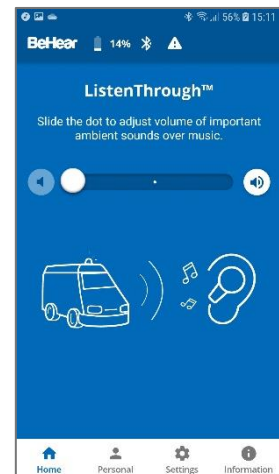 56% 15:11
BeHear 14%
ListenThrough™
Slide the dot to adjust volume of important
ambient sounds over music.
Home Personal Settings Information